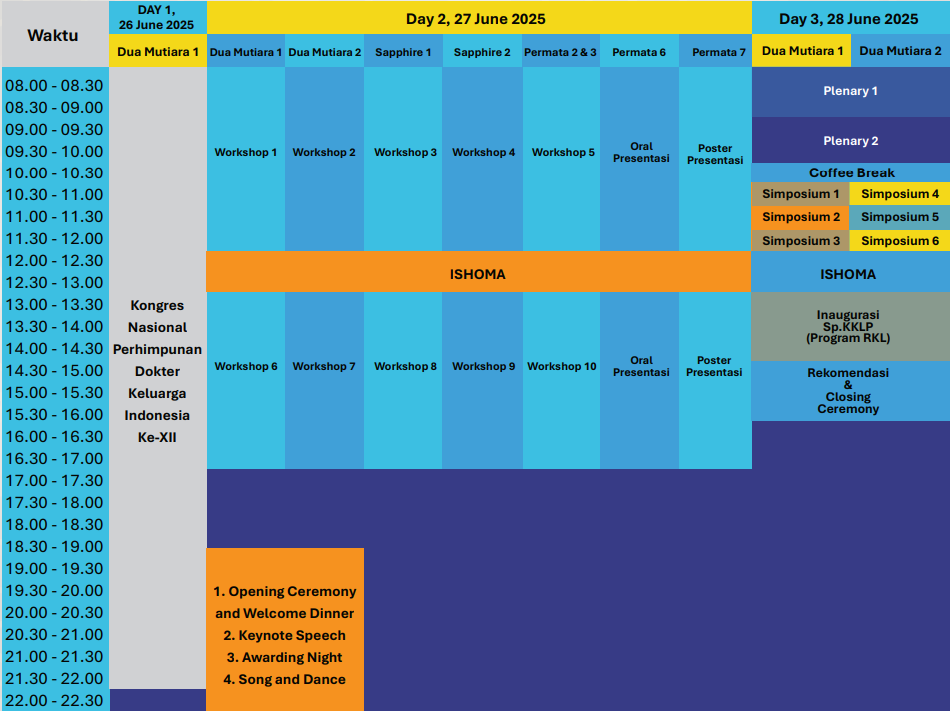 Waktu
DAY 1,
26 June 2025
Day 2, 27 June 2025
Day 3, 28 June 2025
Dua Mutiara 1
Dua Mutiara 1
Dua Mutiara 2
Sapphire 1
Sapphire 2
Permata 2 & 3
Permata 6
Permata 7
Dua Mutiara 1
Dua Mutiara 2
08.00 - 08.30
08.30 - 09.00
09.00 - 09.30
09.30 - 10.00
10.00 - 10.30
10.30 - 11.00
11.00 - 11.30
11.30 - 12.00
12.00 - 12.30
12.30 - 13.00
13.00 - 13.30
13.30 - 14.00
14.00 - 14.30
14.30 - 15.00
15.00 - 15.30
15.30 - 16.00
16.00 - 16.30
16.30 - 17.00
17.00 - 17.30
17.30 - 18.00
18.00 - 18.30
18.30 - 19.00
19.00 - 19.30
19.30 - 20.00
20.00 - 20.30
20.30 - 21.00
21.00 - 21.30
21.30 - 22.00
22.00 - 22.30
Kongres
Nasional
Perhimpunan
Dokter
Keluarga
Indonesia
Ke-XII
Workshop 1
Workshop 2
Workshop 3
Workshop 4
Workshop 5
Oral
Presentasi
Poster
Presentasi
ISHOMA
Workshop 6
Workshop 7
Workshop 8
Workshop 9
Workshop 10
Oral
Presentasi
Poster
Presentasi
1. Opening Ceremony
and Welcome Dinner
2. Keynote Speech
3. Awarding Night
4. Song and Dance
Plenary 1
Plenary 2
Coffee Break
Simposium 1
Simposium 4
Simposium 2
Simposium 5
Simposium 3
Simposium 6
ISHOMA
Inaugurasi
Sp.KKLP
(Program RKL)
Rekomendasi
&
Closing
Ceremony